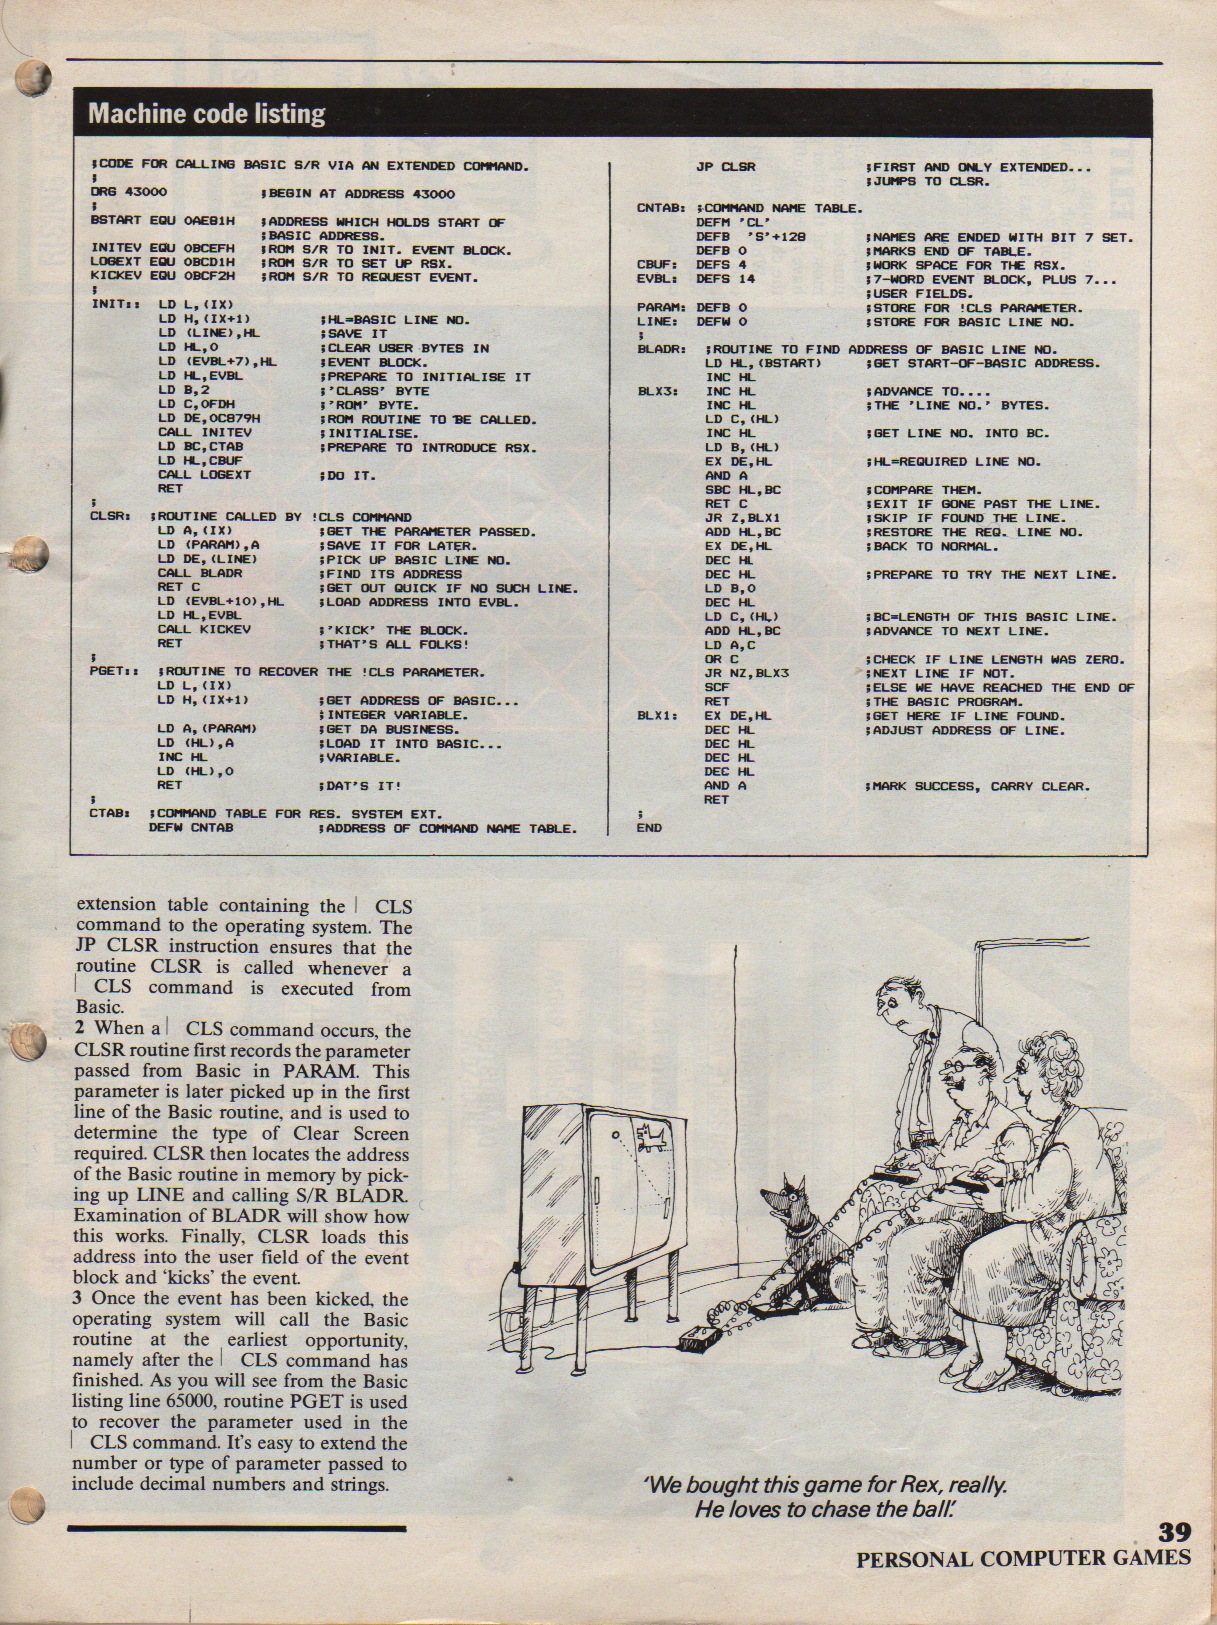 Machine code listing
;CODE FOR CALLING BASIC S/R VIA AN EXTENDED COMMAND.
;
ORG 43000 ;BEGIN AT ADDRESS 43000
;
BSTART EQU 0AE81H ;ADDRESS WHICH HOLDS START OF
;BASIC ADDRESS.
INITEV EQU 0BCEFH ;ROM S/R TO INIT. EVENT BLOCK.
LOGEXT EQU 0BCD1H ;ROM S/R TO SET UP RSX.
KICKEV EQU 0BCF2H ;ROM S/R TO REQUEST EVENT.
;
INIT:: LD L,(IX)
LD H,(IX+1) ;HL=BASIC LINE NO.
LD (LINE),HL ;SAVE IT
LD HL,0 ;CLEAR USER BYTES IN
LD (EVBL+7),HL ;EVENT BLOCK.
LD HL,EVBL ;PREPARE TO INITIALISE IT
LD B,2 ;'CLASS' BYTE
LD C,0FDH ;'ROM' BYTE.
LD DE,0C879H ;ROM ROUTINE TO BE CALLED.
CALL INITEV ;INITIALISE.
LD BC,CTAB ;PREPARE TO INTRODUCE RSX.
LD HL,CBUF
CALL LOGEXT ;DO IT.
RET
;
CLSR: ;ROUTINE CALLED BY !CLS COMMAND
LD A,(IX) ;GET THE PARAMETER PASSED.
LD (PARAM),A ;SAVE IT FOR LATER.
LD DE,(LINE) ;PICK UP BASIC LINE NO.
CALL BLADR ;FIND ITS ADDRESS
RET C ;GET OUT QUICK IF NO SUCH LINE.
LD (EVBL+10),HL ;LOAD ADDRESS INTO EVBL.
LD HL,EVBL
CALL KICKEV ;'KICK' THE BLOCK.
RET ;THAT'S ALL FOLKS!
;
PGET:: ;ROUTINE TO RECOVER THE !CLS PARAMETER.
LD L,(IX)
LD H,(IX+1) ;GET ADDRESS OF BASIC...
;INTEGER VARIABLE.
LD A,(PARAM) ;GET DA BUSINESS.
LD (HL),A ;LOAD IT INTO BASIC...
INC HL ;VARIABLE.
LD (HL),0
RET ;DAT'S IT!
;
CTAB: ;COMMAND TABLE FOR RES. SYSTEM EXT.
DEFW CNTAB ;ADDRESS OF COMMAND NAME TABLE.
JP CLSR ;FIRST AND ONLY EXTENDED...
;JUMPS TO CLSR.
CNTAB: ;COMMAND NAME TABLE.
DEFM 'CL'
DEFB 'S'+128 ;NAMES ARE ENDED WITH BIT 7 SET.
DEFB 0 ;MARKS END OF TABLE.
CBUF: DEFS 4 ;WORK SPACE FOR THE RSX.
EVBL: DEFS 14 ;7-WORD EVENT BLOCK, PLUS 7...
;USER FIELDS.
PARAM: DEFB 0 ;STORE FOR !CLS PARAMETER.
LINE: DEFW 0 ;STORE FOR BASIC LINE NO.
;
BLADR: ;ROUTINE TO FIND ADDRESS OF BASIC LINE NO.
LD HL,(BSTART) ;GET START-OF-BASIC ADDRESS.
INC HL
BLX3: INC HL ;ADVANCE TO....
INC HL ;THE 'LINE NO.' BYTES.
LD C,(HL)
INC HL ;GET LINE NO. INTO BC.
LD B,(HL)
EX DE,HL ;HL=REQUIRED LINE NO.
AND A
SBC HL,BC ;COMPARE THEM.
RET C ;EXIT IF GONE PAST THE LINE.
JR Z,BLX1 ;SKIP IF FOUND THE LINE.
ADD HL,BC ;RESTORE THE REQ. LINE NO.
EX DE,HL ;BACK TO NORMAL.
DEC HL
DEC HL ;PREPARE TO TRY THE NEXT LINE.
LD B,0
DEC HL
LD C,(HL) ;BC=LENGTH OF THIS BASIC LINE.
ADD HL,BC ;ADVANCE TO NEXT LINE.
LD A,C
OR C ;CHECK IF LINE LENGTH WAS ZERO.
JR NZ,BLX3 ;NEXT LINE IF NOT.
SCF ;ELSE WE HAVE REACHED THE END OF
RET ;THE BASIC PROGRAM.
BLX1: EX DE,HL ;GET HERE IF LINE FOUND.
DEC HL ;ADJUST ADDRESS OF LINE.
DEC HL
DEC HL
DEC HL
AND A ;MARK SUCCESS, CARRY CLEAR.
RET
;
END
extension table containing the | CLS
command to the operating system. The
JP CLSR instruction ensures that the
routine CLSR is called whenever a
| CLS command is executed from
Basic.
2 When a | CLS command occurs, the
CLSR routine first records the parameter
passed from Basic in PARAM. This
parameter is later picked up in the first
line of the Basic routine, and is used to
determine the type of Clear Screen
required. CLSR then locates the address
of the Basic routine in memory by pick-
ing up LINE and calling S/R BLADR.
Examination of BLADR will show how
this works. Finally, CLSR loads this
address into the user field of the event
block and 'kicks' the event.
3 Once the event has been kicked, the
operating system will call the Basic
routine at the earliest opportunity,
namely after the | CLS command has
finished. As you will see from the Basic
listing line 65000, routine PGET is used
to recover the parameter used in the
| CLS command. It's easy to extend the
number or type of parameter passed to
include decimal numbers and strings.
'We bought this game for Rex, really.
He loves to chase the ball.'
39
PERSONAL COMPUTER GAMES